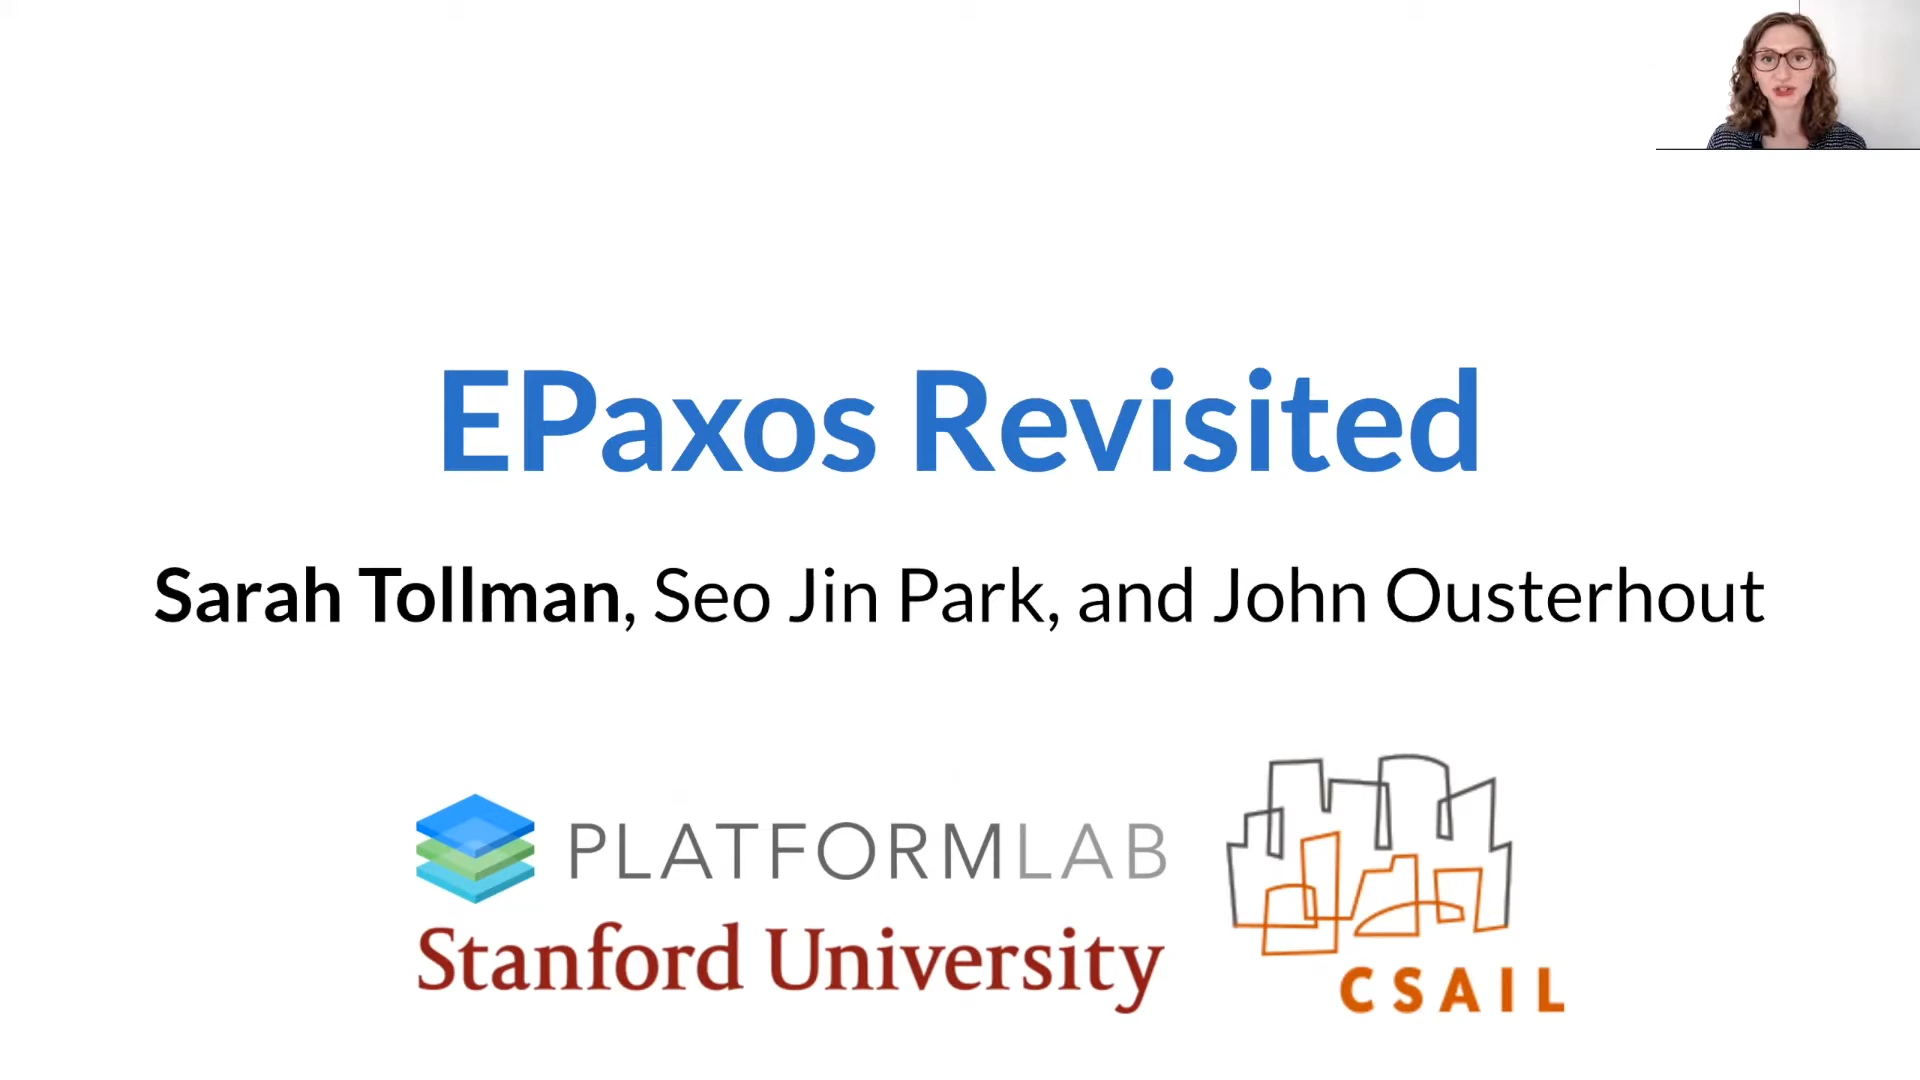 EPaxos Revisited
Sarah Tollman, Seo Jin Park, and John Ousterhout
PLATFORMLAB
Stanford University
CSAIL